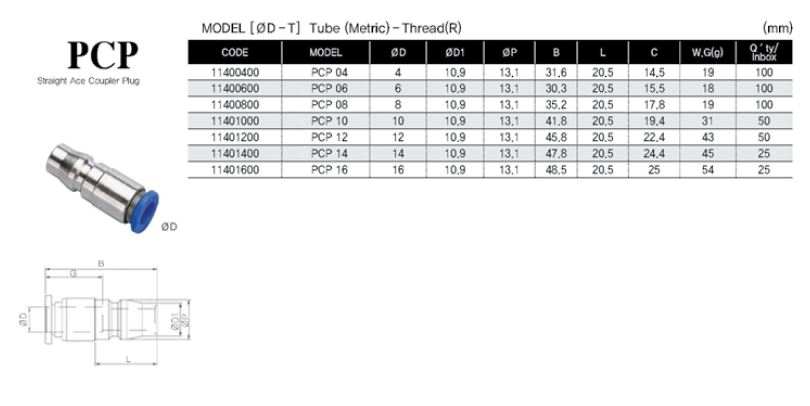 PCP
Straight Ace Coupler Plug
MODEL [ØD-T] Tube (Metric)-Thread(R) (mm)
CODE MODEL ØD ØD1 ØP B L C W.G(g) Q'ty/Inbox
11400400 PCP 04 4 10.9 13.1 31.6 20.5 14.5 19 100
11400600 PCP 06 6 10.9 13.1 30.3 20.5 15.5 18 100
11400800 PCP 08 8 10.9 13.1 35.2 20.5 17.8 19 100
11401000 PCP 10 10 10.9 13.1 41.8 20.5 19.4 31 50
11401200 PCP 12 12 10.9 13.1 45.8 20.5 22.4 43 50
11401400 PCP 14 14 10.9 13.1 47.8 20.5 24.4 45 25
11401600 PCP 16 16 10.9 13.1 48.5 20.5 25 54 25
ØD
B
G
ØD
ØD1
ØP
L